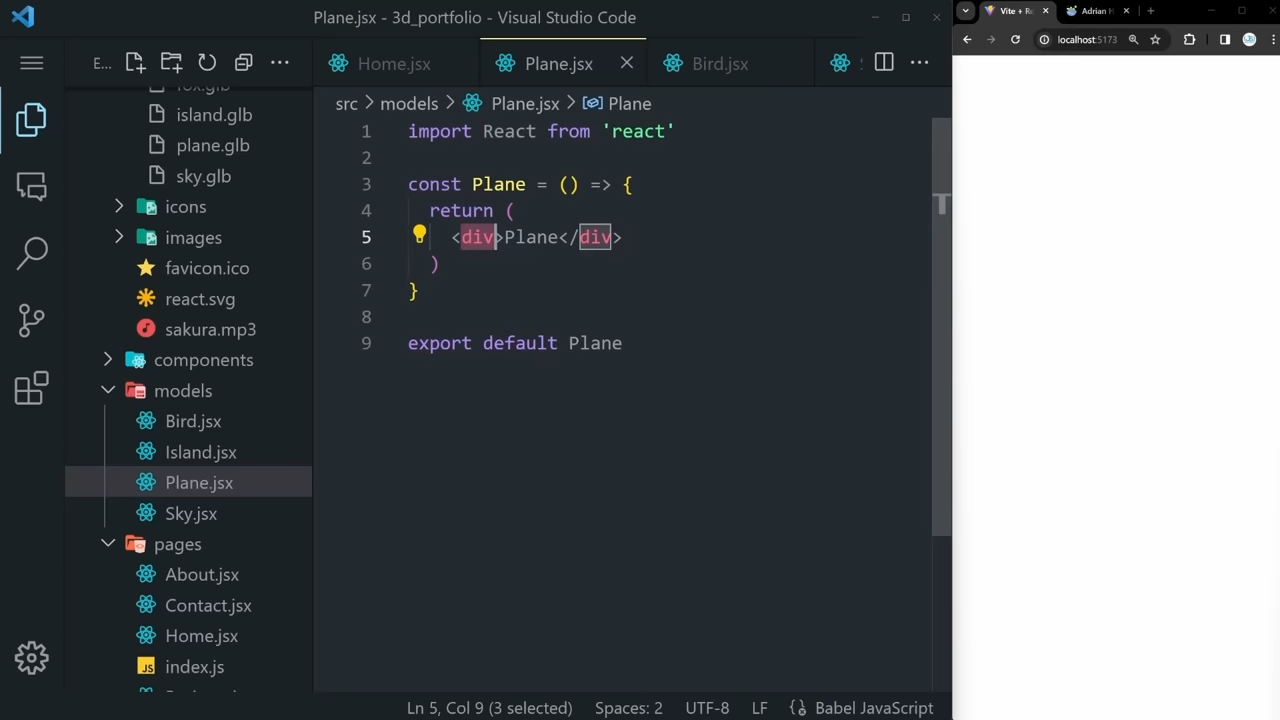 Plane.jsx - 3d_portfolio - Visual Studio Code
Vite + Re
Adrian H
localhost:5173
E...
Home.jsx
Plane.jsx
Bird.jsx
src > models > Plane.jsx > Plane
fox.glb
island.glb
plane.glb
sky.glb
icons
images
favicon.ico
react.svg
sakura.mp3
components
models
Bird.jsx
Island.jsx
Plane.jsx
Sky.jsx
pages
About.jsx
Contact.jsx
Home.jsx
JS index.js
1 import React from 'react'
2
3 const Plane = () => {
4 return (
5 <div>Plane</div>
6 )
7 }
8
9 export default Plane
Ln 5, Col 9 (3 selected)
Spaces: 2
UTF-8
LF
Babel JavaScript